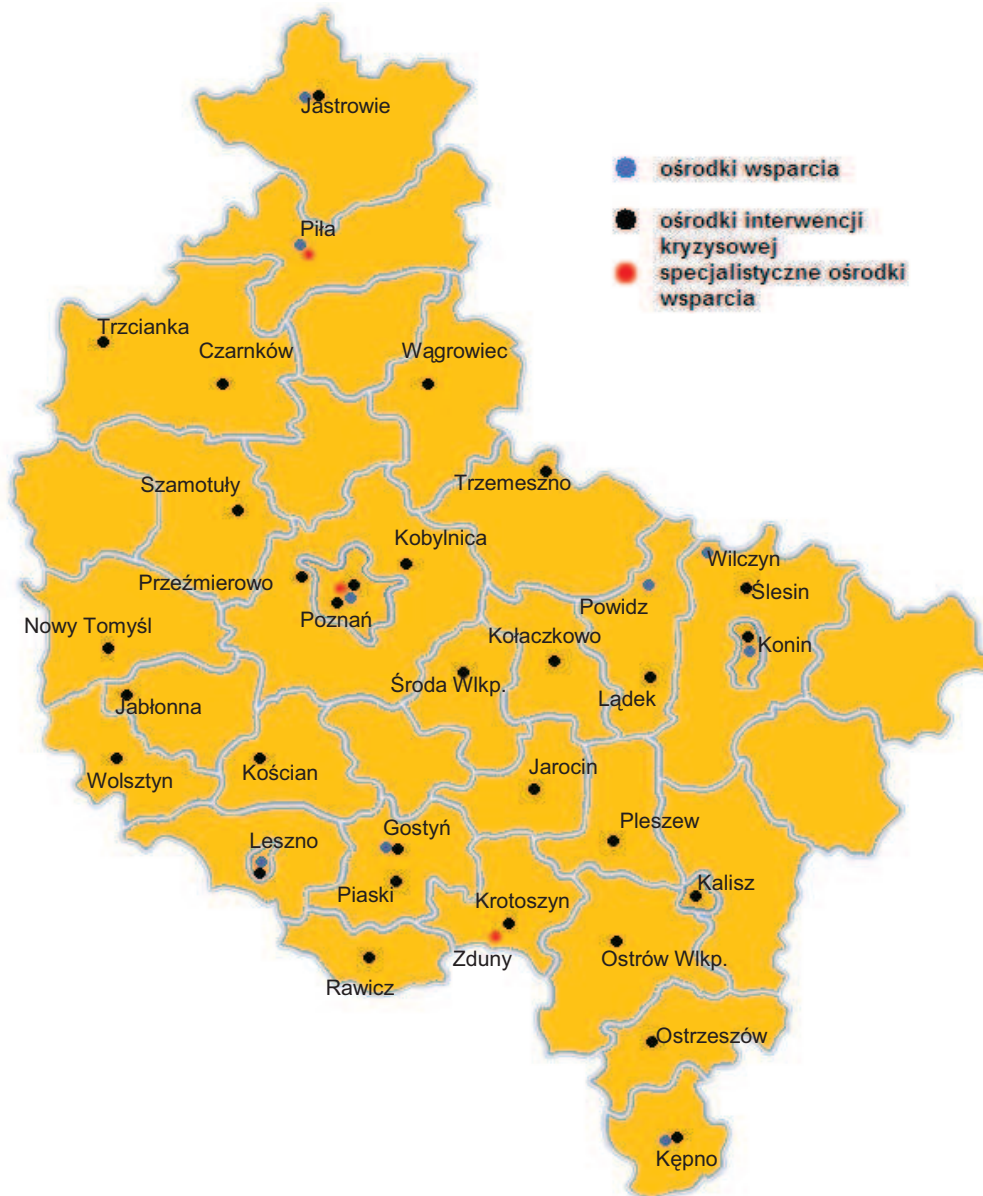 Jastrowie
ośrodki wsparcia
ośrodki interwencji
kryzysowej
specjalistyczne ośrodki
wsparcia
Piła
Trzcianka
Czarnków
Wągrowiec
Szamotuły
Trzemeszno
Kobylnica
Wilczyn
Przeźmierowo
Ślesin
Powidz
Poznań
Nowy Tomyśl
Kołaczkowo
Konin
Środa Wlkp.
Lądek
Jabłonna
Wolsztyn
Kościan
Jarocin
Pleszew
Gostyń
Leszno
Kalisz
Piaski
Krotoszyn
Zduny
Ostrów Wlkp.
Rawicz
Ostrzeszów
Kępno